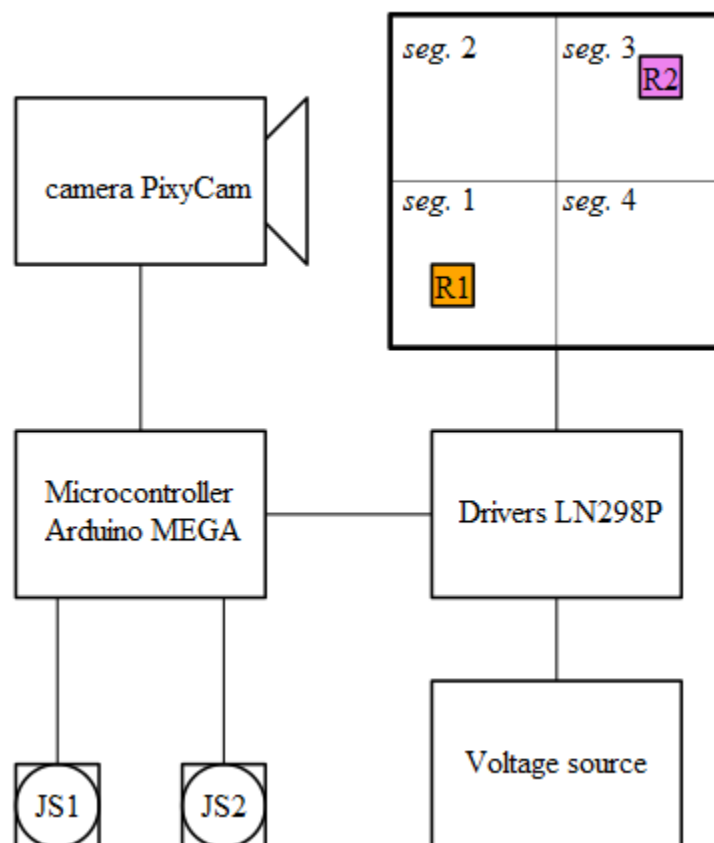 seg. 2
seg. 3
R2
camera PixyCam
seg. 1
seg. 4
R1
Microcontroller
Arduino MEGA
Drivers LN298P
Voltage source
JS1
JS2